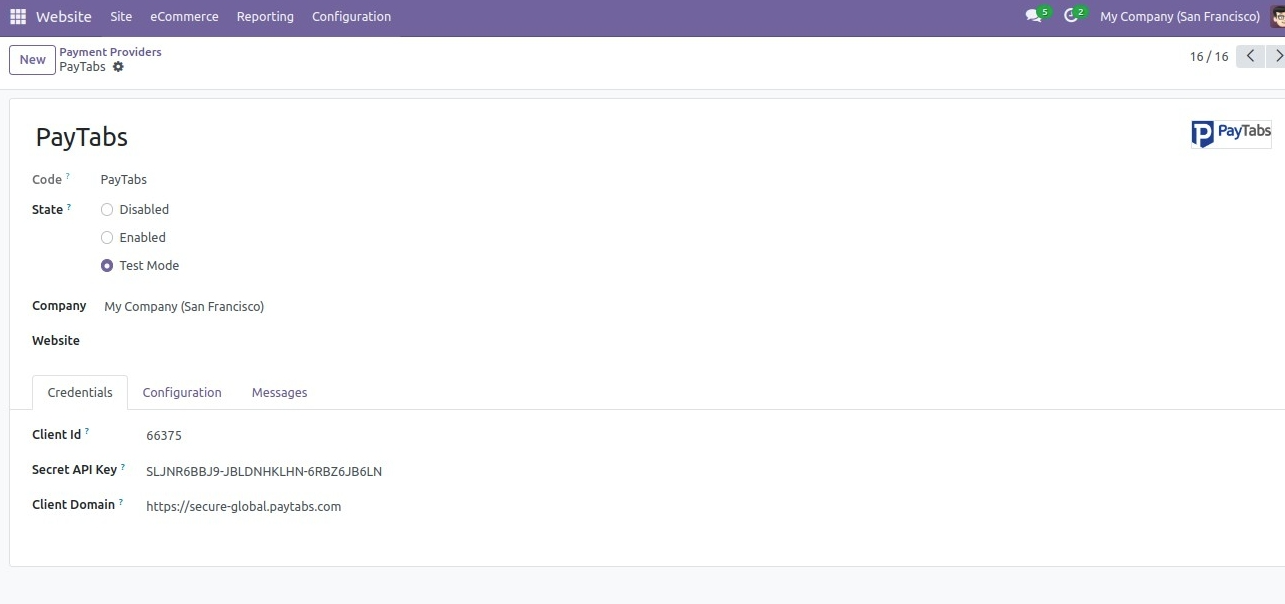 Website Site eCommerce Reporting Configuration 5 2 My Company (San Francisco)
New Payment Providers 16 / 16
PayTabs
PayTabs PayTabs
Code ? PayTabs
State ? Disabled
Enabled
Test Mode
Company My Company (San Francisco)
Website
Credentials Configuration Messages
Client Id ? 66375
Secret API Key ? SLJNR6BBJ9-JBLDNHKLHN-6RBZ6JB6LN
Client Domain ? https://secure-global.paytabs.com